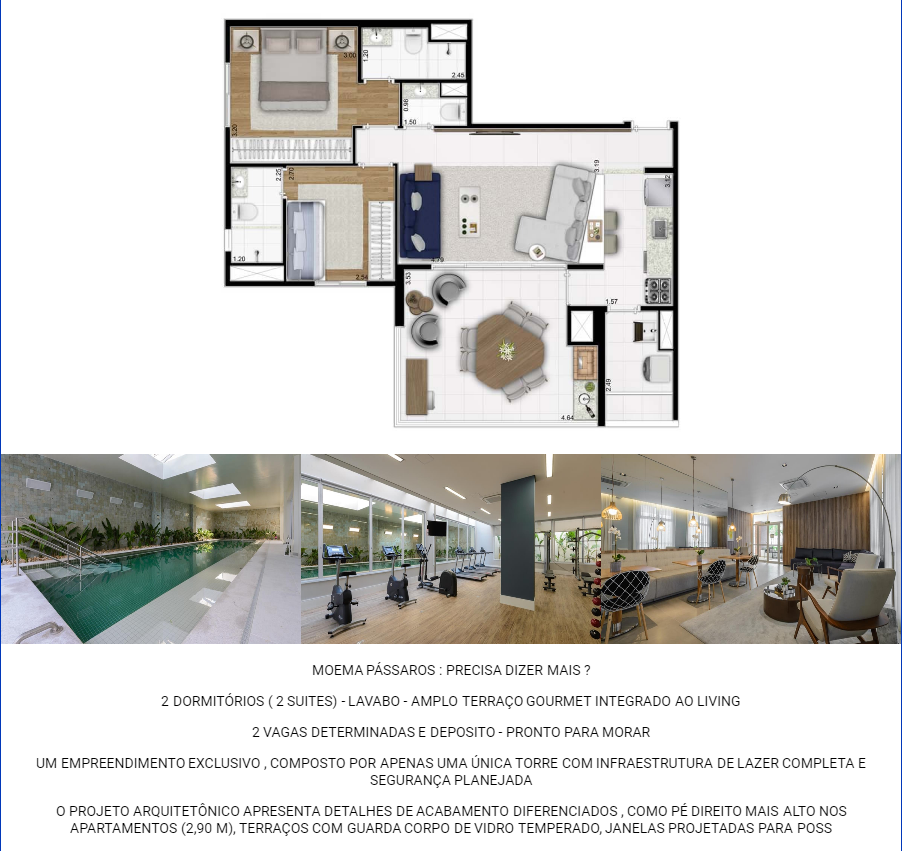 3.00
1.20
2.45
0.98
1.50
3.20
2.25
2.70
3.19
3.12
1.20
2.54
4.79
3.53
1.57
2.49
4.64
MOEMA PÁSSAROS : PRECISA DIZER MAIS ?
2 DORMITÓRIOS ( 2 SUITES) - LAVABO - AMPLO TERRAÇO GOURMET INTEGRADO AO LIVING
2 VAGAS DETERMINADAS E DEPOSITO - PRONTO PARA MORAR
UM EMPREENDIMENTO EXCLUSIVO , COMPOSTO POR APENAS UMA ÚNICA TORRE COM INFRAESTRUTURA DE LAZER COMPLETA E
SEGURANÇA PLANEJADA
O PROJETO ARQUITETÔNICO APRESENTA DETALHES DE ACABAMENTO DIFERENCIADOS , COMO PÉ DIREITO MAIS ALTO NOS
APARTAMENTOS (2,90 M), TERRAÇOS COM GUARDA CORPO DE VIDRO TEMPERADO, JANELAS PROJETADAS PARA POSS